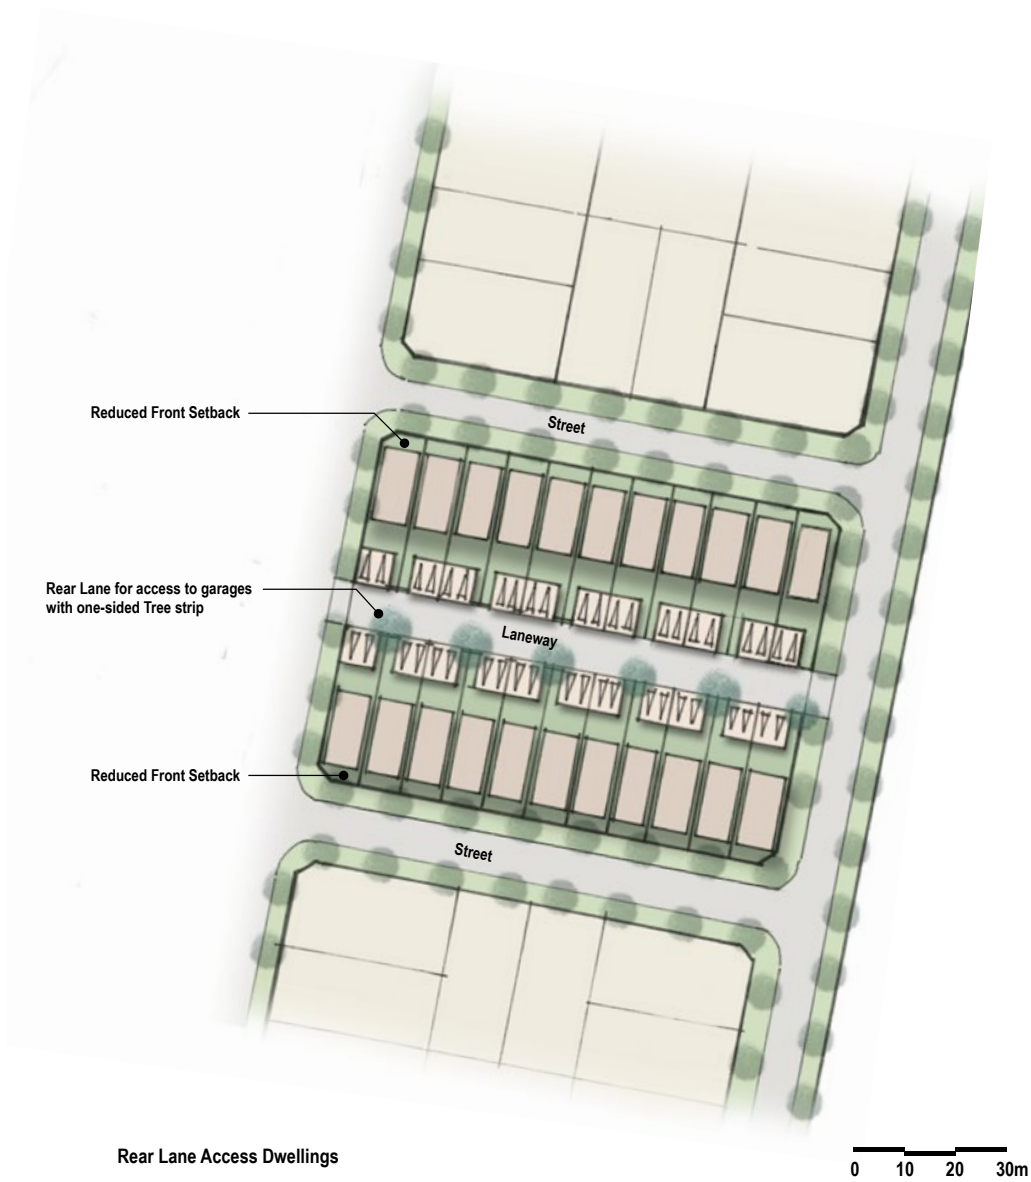 Reduced Front Setback
Street
Rear Lane for access to garages
with one-sided Tree strip
Laneway
Reduced Front Setback
Street
Rear Lane Access Dwellings
0 10 20 30m